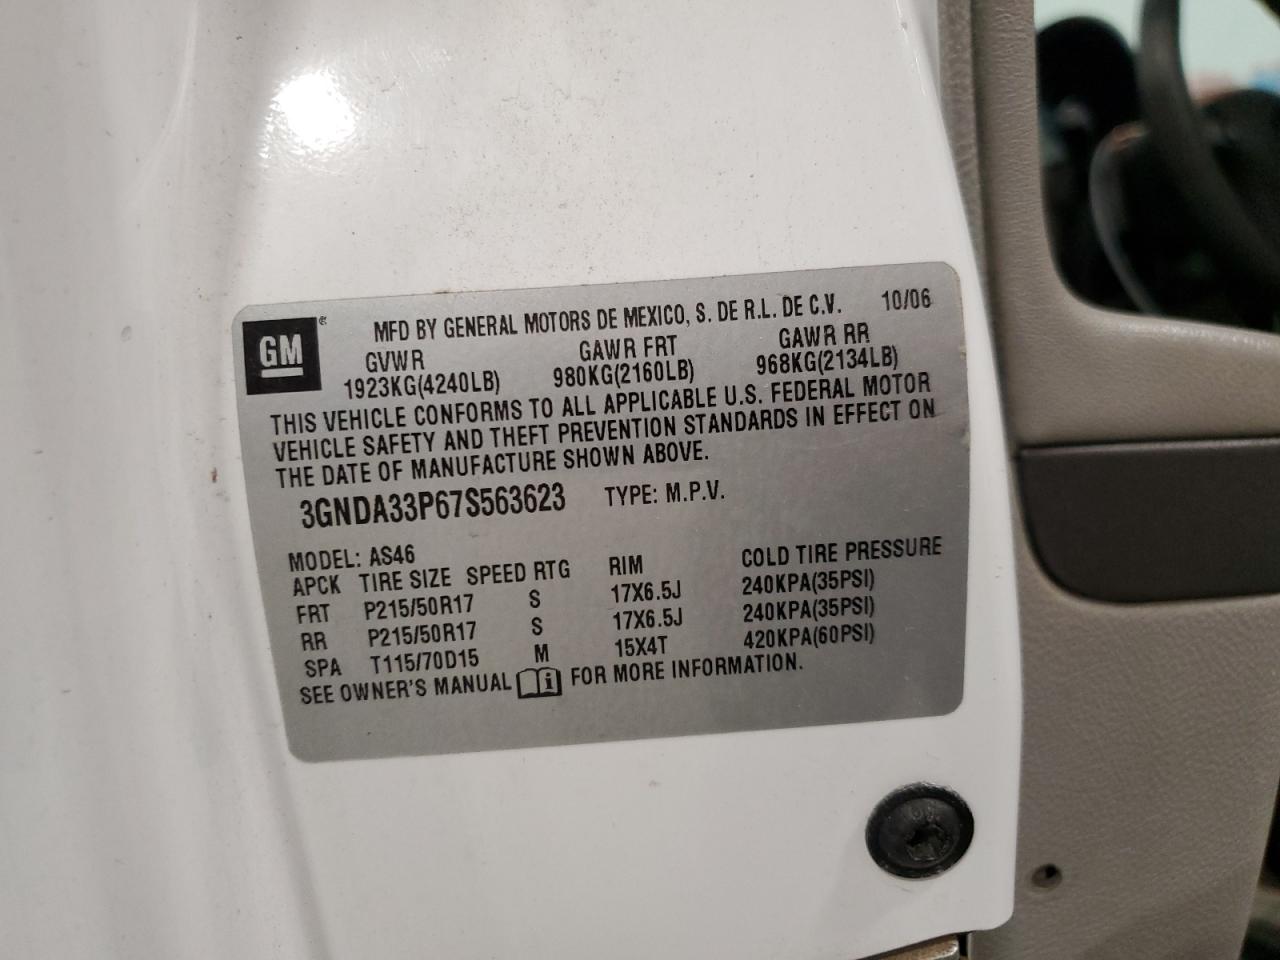 GM ® MFD BY GENERAL MOTORS DE MEXICO, S. DE R.L. DE C.V. 10/06
GVWR GAWR FRT GAWR RR
1923KG(4240LB) 980KG(2160LB) 968KG(2134LB)
THIS VEHICLE CONFORMS TO ALL APPLICABLE U.S. FEDERAL MOTOR
VEHICLE SAFETY AND THEFT PREVENTION STANDARDS IN EFFECT ON
THE DATE OF MANUFACTURE SHOWN ABOVE.
3GNDA33P67S563623 TYPE: M.P.V.
MODEL: AS46
APCK TIRE SIZE SPEED RTG RIM COLD TIRE PRESSURE
FRT P215/50R17 S 17X6.5J 240KPA(35PSI)
RR P215/50R17 S 17X6.5J 240KPA(35PSI)
SPA T115/70D15 M 15X4T 420KPA(60PSI)
SEE OWNER'S MANUAL i FOR MORE INFORMATION.